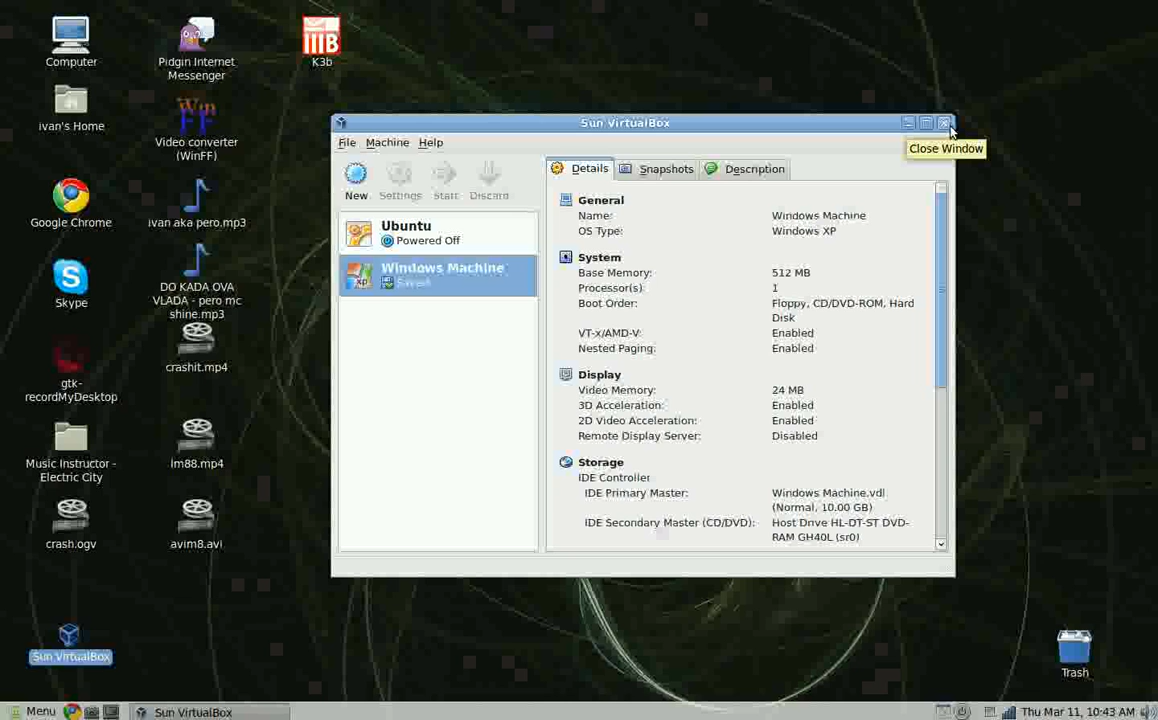 Computer
Pidgin Internet
Messenger
K3b
ivan's Home
Video converter
(WinFF)
Google Chrome
ivan aka pero.mp3
Skype
DO KADA OVA
VLADA - pero mc
shine.mp3
crashit.mp4
gtk-
recordMyDesktop
Music Instructor -
Electric City
lm88.mp4
crash.ogv
avim8.avi
Sun VirtualBox
Trash
Sun VirtualBox
Close Window
File Machine Help
New Settings Start Discard
Ubuntu
Powered Off
Windows Machine
Saved
Details Snapshots Description
General
Name: Windows Machine
OS Type: Windows XP
System
Base Memory: 512 MB
Processor(s): 1
Boot Order: Floppy, CD/DVD-ROM, Hard
Disk
VT-x/AMD-V: Enabled
Nested Paging: Enabled
Display
Video Memory: 24 MB
3D Acceleration: Enabled
2D Video Acceleration: Enabled
Remote Display Server: Disabled
Storage
IDE Controller
IDE Primary Master: Windows Machine.vdi
(Normal, 10.00 GB)
IDE Secondary Master (CD/DVD): Host Drive HL-DT-ST DVD-
RAM GH40L (sr0)
Menu
Sun VirtualBox
Thu Mar 11, 10:43 AM